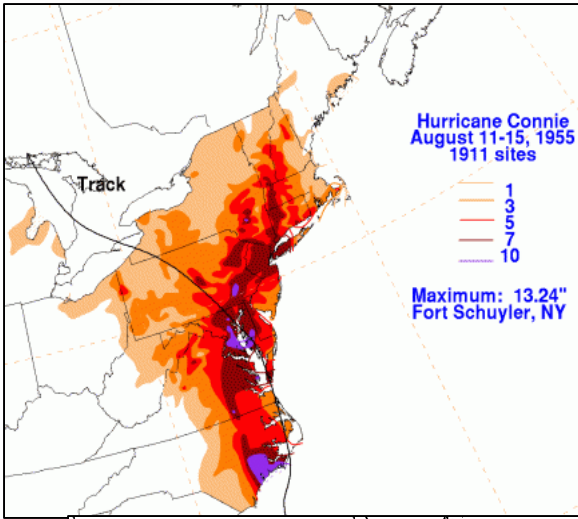 Hurricane Connie
August 11-15, 1955
1911 sites
Track
1
3
5
7
10
Maximum: 13.24"
Fort Schuyler, NY